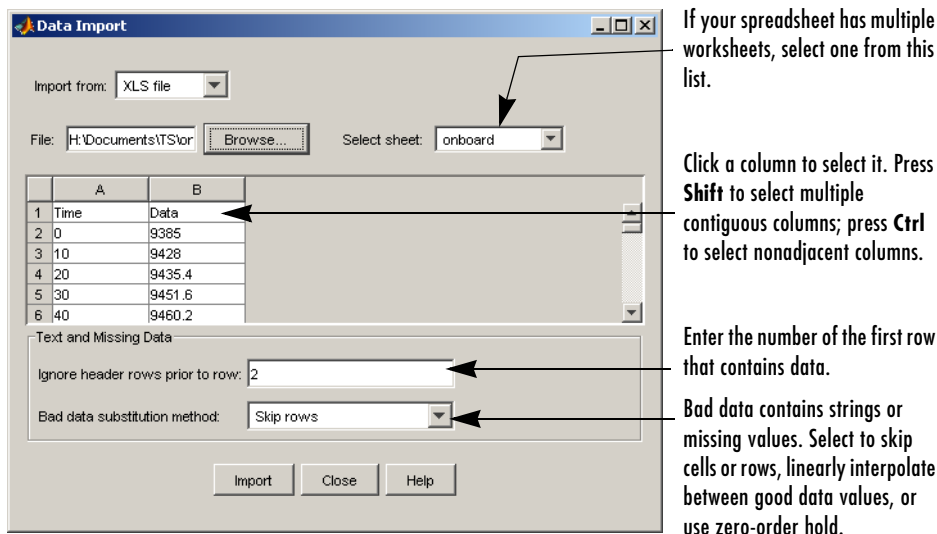 Data Import
Import from: XLS file
File: H:\Documents\TS\or Browse... Select sheet: onboard
A B
1 Time Data
2 0 9385
3 10 9428
4 20 9435.4
5 30 9451.6
6 40 9460.2
Text and Missing Data
Ignore header rows prior to row: 2
Bad data substitution method: Skip rows
Import Close Help
If your spreadsheet has multiple
worksheets, select one from this
list.
Click a column to select it. Press
Shift to select multiple
contiguous columns; press Ctrl
to select nonadjacent columns.
Enter the number of the first row
that contains data.
Bad data contains strings or
missing values. Select to skip
cells or rows, linearly interpolate
between good data values, or
use zero-order hold.